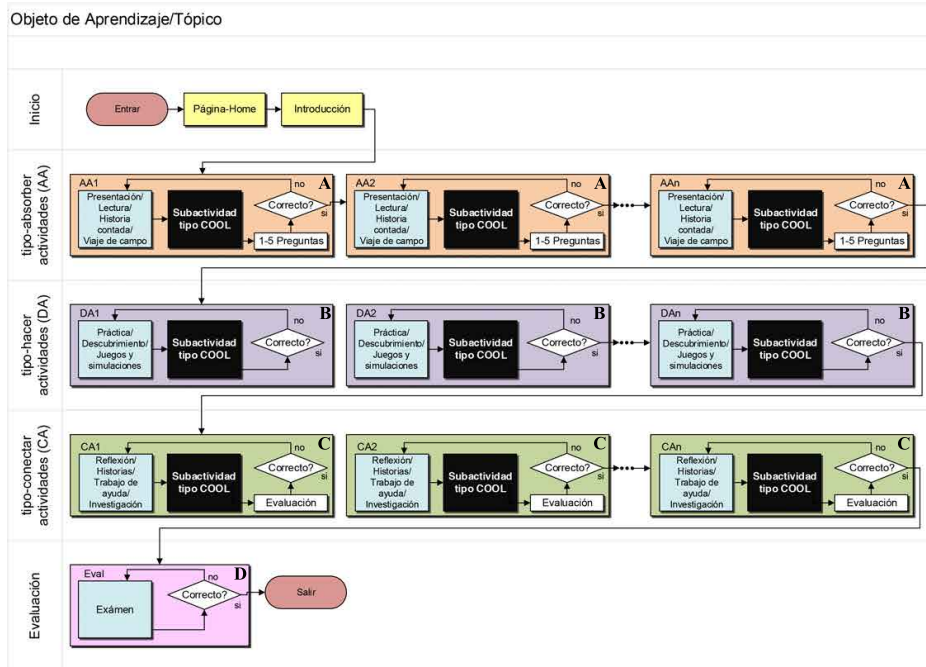 Objeto de Aprendizaje/Tópico
Inicio
Entrar
Página-Home
Introducción
tipo-absorber
actividades (AA)
AA1
A
no
Presentación/
Lectura/
Historia
contada/
Viaje de campo
Subactividad
tipo COOL
Correcto?
si
1-5 Preguntas
AA2
A
no
Presentación/
Lectura/
Historia
contada/
Viaje de campo
Subactividad
tipo COOL
Correcto?
si
1-5 Preguntas
AAn
A
no
Presentación/
Lectura/
Historia
contada/
Viaje de campo
Subactividad
tipo COOL
Correcto?
si
1-5 Preguntas
tipo-hacer
actividades (DA)
DA1
B
no
Práctica/
Descubrimiento/
Juegos y
simulaciones
Subactividad
tipo COOL
Correcto?
si
DA2
B
no
Práctica/
Descubrimiento/
Juegos y
simulaciones
Subactividad
tipo COOL
Correcto?
si
DAn
B
no
Práctica/
Descubrimiento/
Juegos y
simulaciones
Subactividad
tipo COOL
Correcto?
si
tipo-conectar
actividades (CA)
CA1
C
no
Reflexión/
Historias/
Trabajo de
ayuda/
Investigación
Subactividad
tipo COOL
Correcto?
si
Evaluación
CA2
C
no
Reflexión/
Historias/
Trabajo de
ayuda/
Investigación
Subactividad
tipo COOL
Correcto?
si
Evaluación
CAn
C
no
Reflexión/
Historias/
Trabajo de
ayuda/
Investigación
Subactividad
tipo COOL
Correcto?
si
Evaluación
Evaluación
Eval
D
no
Exámen
Correcto?
si
Salir